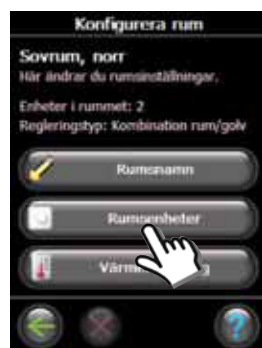 Konfigurera rum
Sovrum, norr
Här ändrar du rumsinställningar.
Enheter i rummet: 2
Regleringstyp: Kombination rum/golv
Rumsnamn
Rumsenheter
?